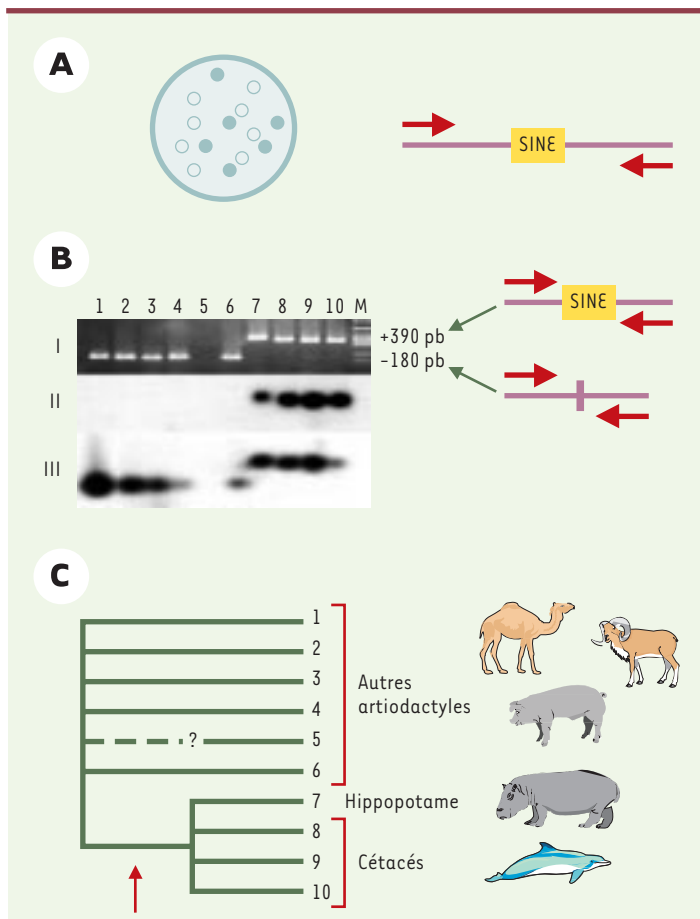 A
SINE
B
1 2 3 4 5 6 7 8 9 10 M
I
+390 pb
SINE
-180 pb
II
III
C
1
2
3
4
? 5
6
Autres
artiodactyles
7 Hippopotame
8
9
10
Cétacés